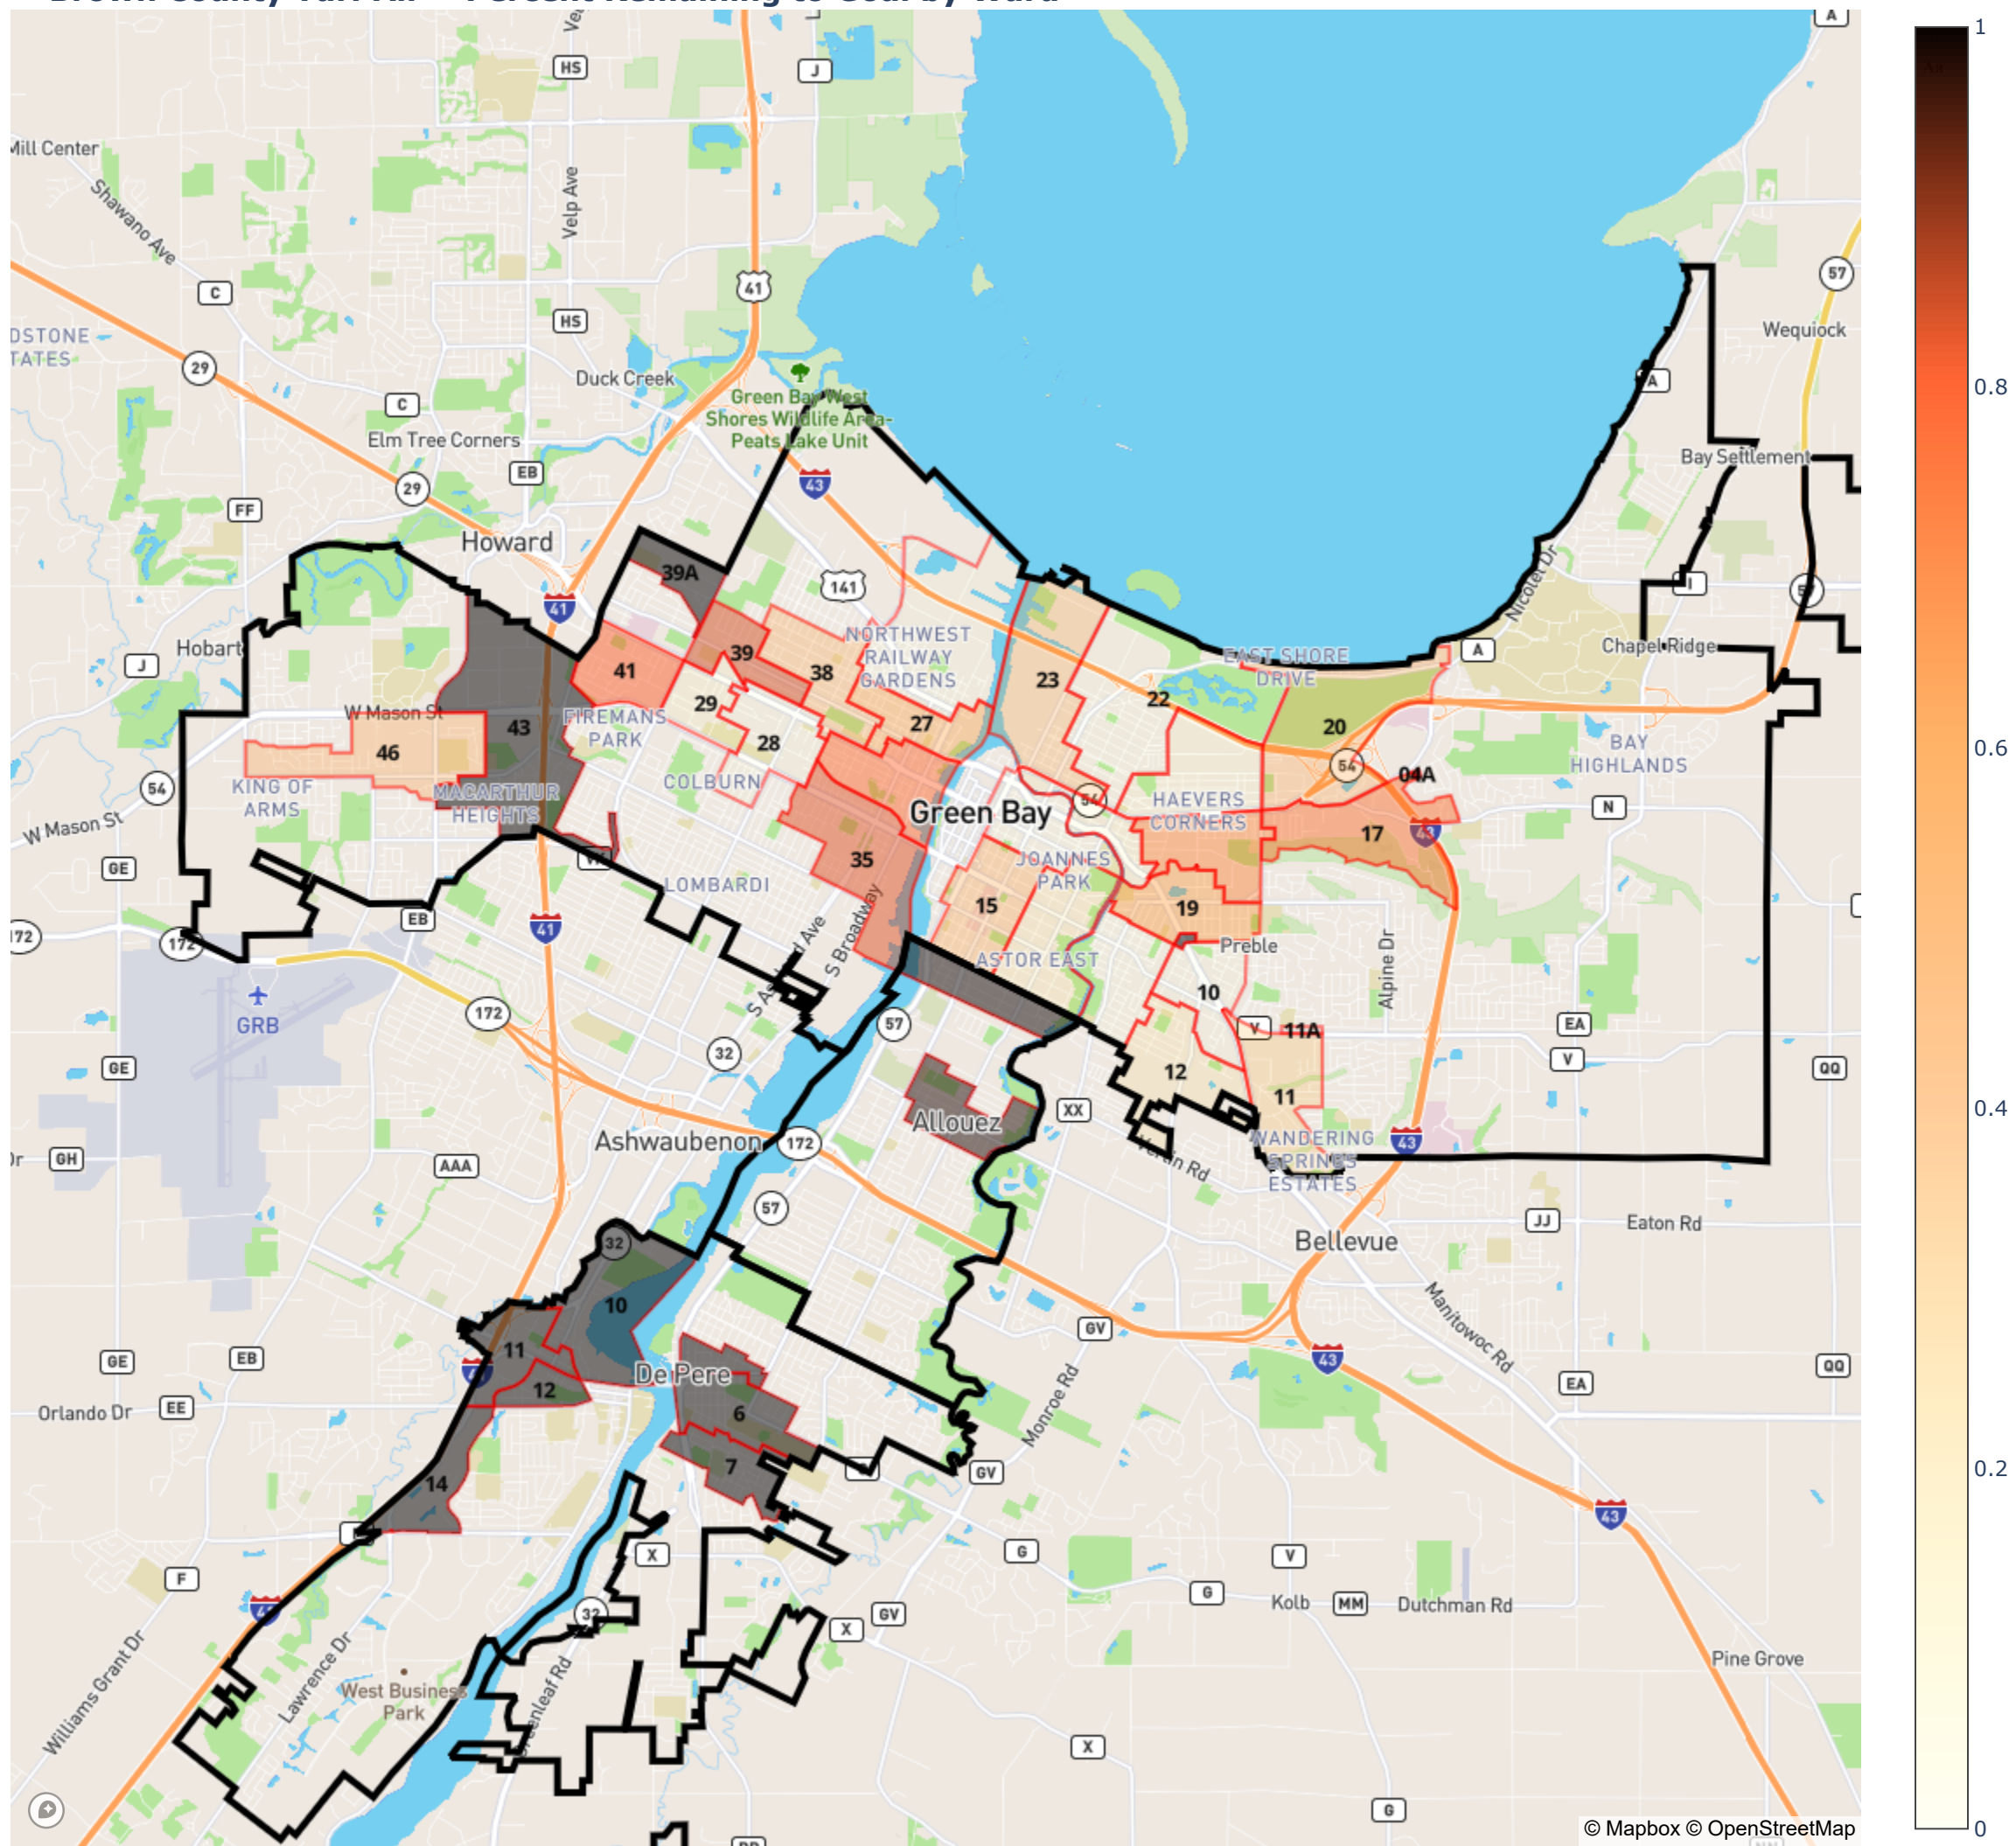 A
HS
J
Mill Center
Shawano Ave
Velp Ave
41
C
57
HS
Wequiock
29
Duck Creek
A
C
Green Bay West
Shores Wildlife Area-
Peats Lake Unit
Elm Tree Corners
Bay Settlement
EB
43
29
FF
Howard
Nicolet Dr
39A
141
I
57
41
Hobart
J
NORTHWEST
RAILWAY
GARDENS
A
Chapel Ridge
39
EAST SHORE
DRIVE
41
38
23
22
29
W Mason St
FIREMANS
PARK
43
27
20
28
BAY
HIGHLANDS
46
54
04A
KING OF
ARMS
MACARTHUR
HEIGHTS
COLBURN
54
HAEVERS
CORNERS
54
N
W Mason St
Green Bay
17
43
35
JOANNES
PARK
GE
LOMBARDI
15
19
EB
41
S Broadway
172
172
Preble
ASTOR EAST
Alpine Dr
GRB
10
172
57
V
11A
EA
32
V
GE
12
QQ
11
XX
Allouez
Ashwaubenon
172
WANDERING
SPRINGS
ESTATES
43
GH
AAA
57
JJ
Eaton Rd
32
Bellevue
10
Manitowoc Rd
GV
11
GE
EB
43
QQ
De Pere
12
EA
Orlando Dr
EE
6
Monroe Rd
7
GV
14
43
X
G
V
F
G
Kolb
MM
Dutchman Rd
32
GV
X
Williams Grant Dr
Lawrence Dr
Pine Grove
West Business
Park
X
G
© Mapbox © OpenStreetMap
1
0.8
0.6
0.4
0.2
0